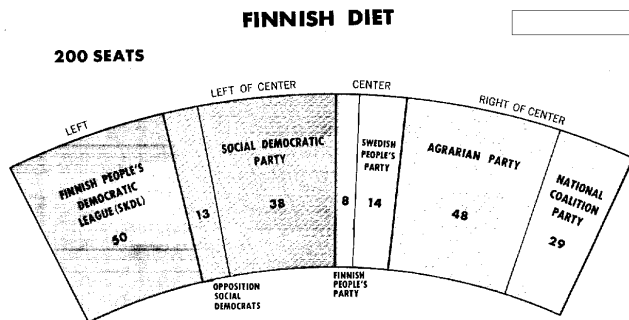 FINNISH DIET
200 SEATS
LEFT
LEFT OF CENTER
CENTER
RIGHT OF CENTER
FINNISH PEOPLE'S
DEMOCRATIC
LEAGUE (SKDL)
50
13
OPPOSITION
SOCIAL
DEMOCRATS
SOCIAL DEMOCRATIC
PARTY
38
8
FINNISH
PEOPLE'S
PARTY
SWEDISH
PEOPLE'S
PARTY
14
AGRARIAN PARTY
48
NATIONAL
COALITION
PARTY
29